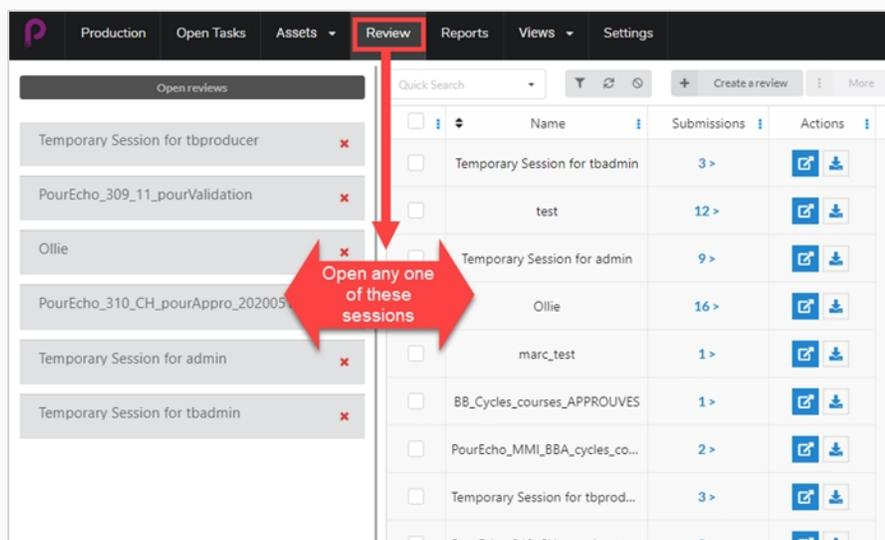 Production Open Tasks Assets Review Reports Views Settings
Open reviews
Temporary Session for tbproducer
PourEcho_309_11_pourValidation
Ollie
PourEcho_310_CH_pourAppro_202005
Temporary Session for admin
Temporary Session for tbadmin
Open any one
of these
sessions
Quick Search + Create a review More
Name Submissions Actions
Temporary Session for tbadmin 3 >
test 12 >
Temporary Session for admin 9 >
Ollie 16 >
marc_test 1 >
BB_Cycles_courses_APPROUVES 1 >
PourEcho_MMI_BBA_cycles_co... 2 >
Temporary Session for tbprod... 3 >